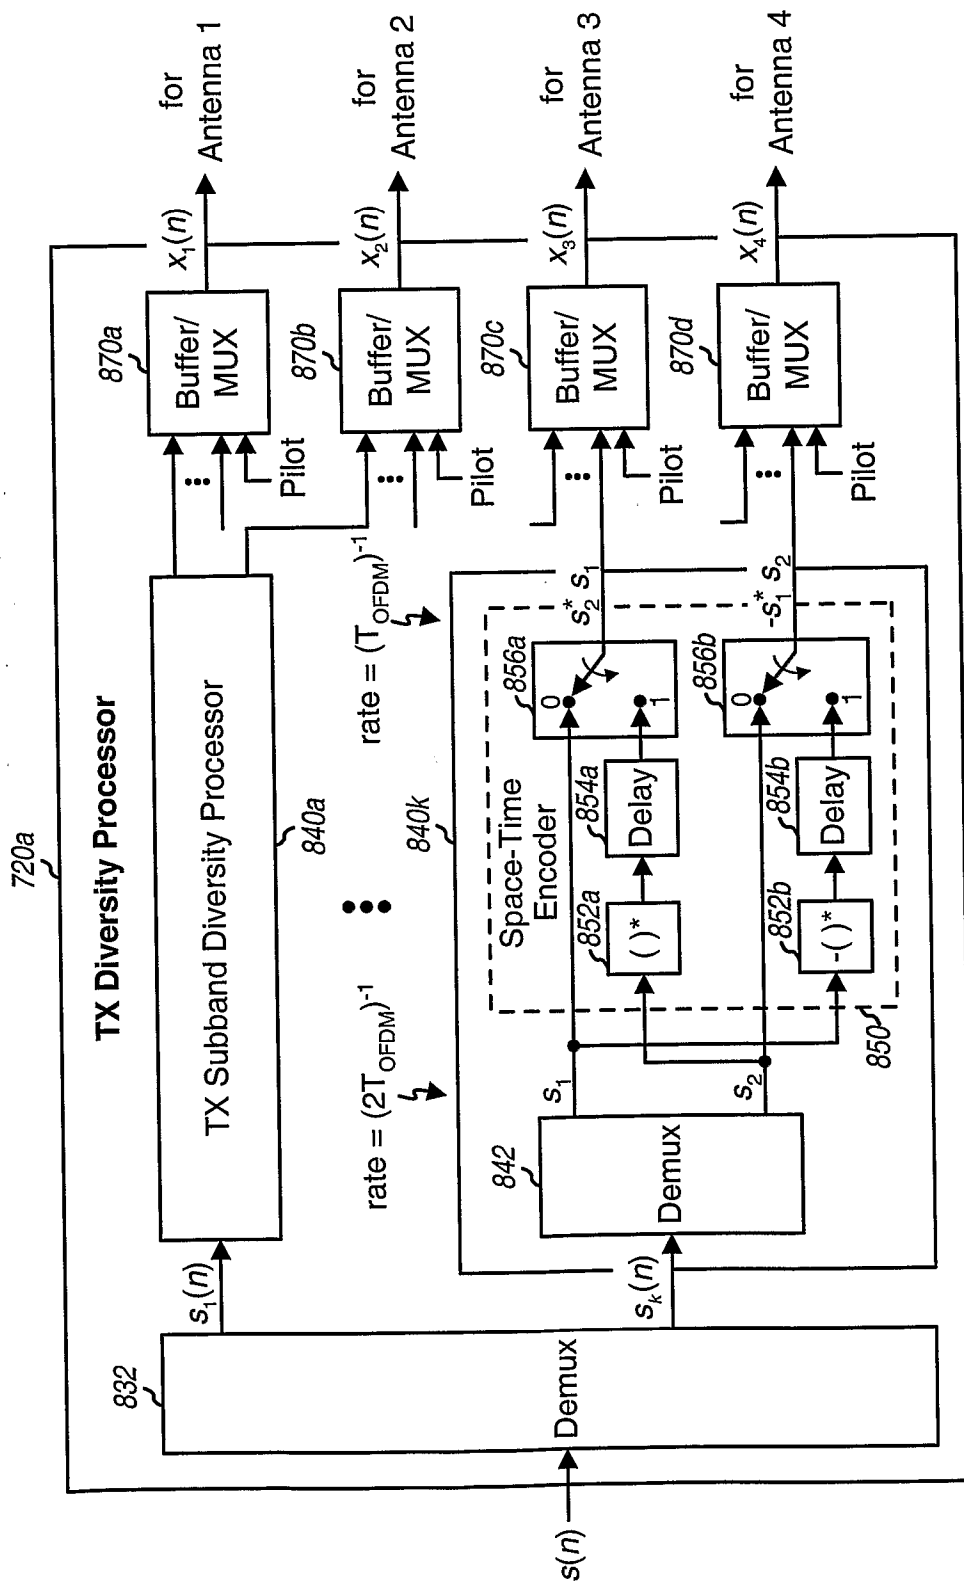 720a
TX Diversity Processor
832
Demux
s(n)
s₁(n)
TX Subband Diversity Processor
840a
sₖ(n)
rate = (2T_OFDM)⁻¹
rate = (T_OFDM)⁻¹
840k
842
Demux
s₁
s₂
Space-Time
Encoder
850
852a
( )*
854a
Delay
856a
0
1
s₂* s₁
852b
-( )*
854b
Delay
856b
0
1
-s₁* s₂
870a
Buffer/
MUX
Pilot
x₁(n)
for
Antenna 1
870b
Buffer/
MUX
Pilot
x₂(n)
for
Antenna 2
870c
Buffer/
MUX
Pilot
x₃(n)
for
Antenna 3
870d
Buffer/
MUX
Pilot
x₄(n)
for
Antenna 4